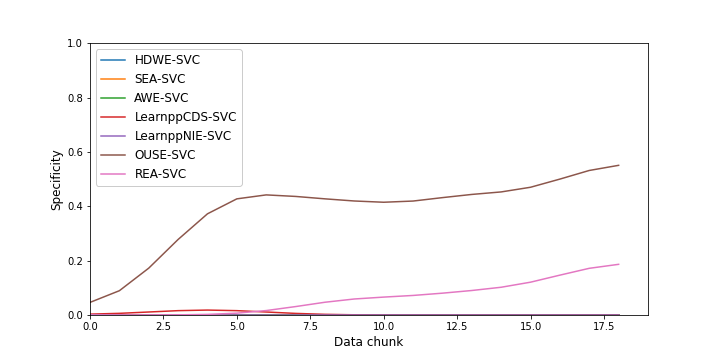 1.0
0.8
0.6
0.4
0.2
0.0
Specificity
HDWE-SVC
SEA-SVC
AWE-SVC
LearnppCDS-SVC
LearnppNIE-SVC
OUSE-SVC
REA-SVC
0.0 2.5 5.0 7.5 10.0 12.5 15.0 17.5
Data chunk